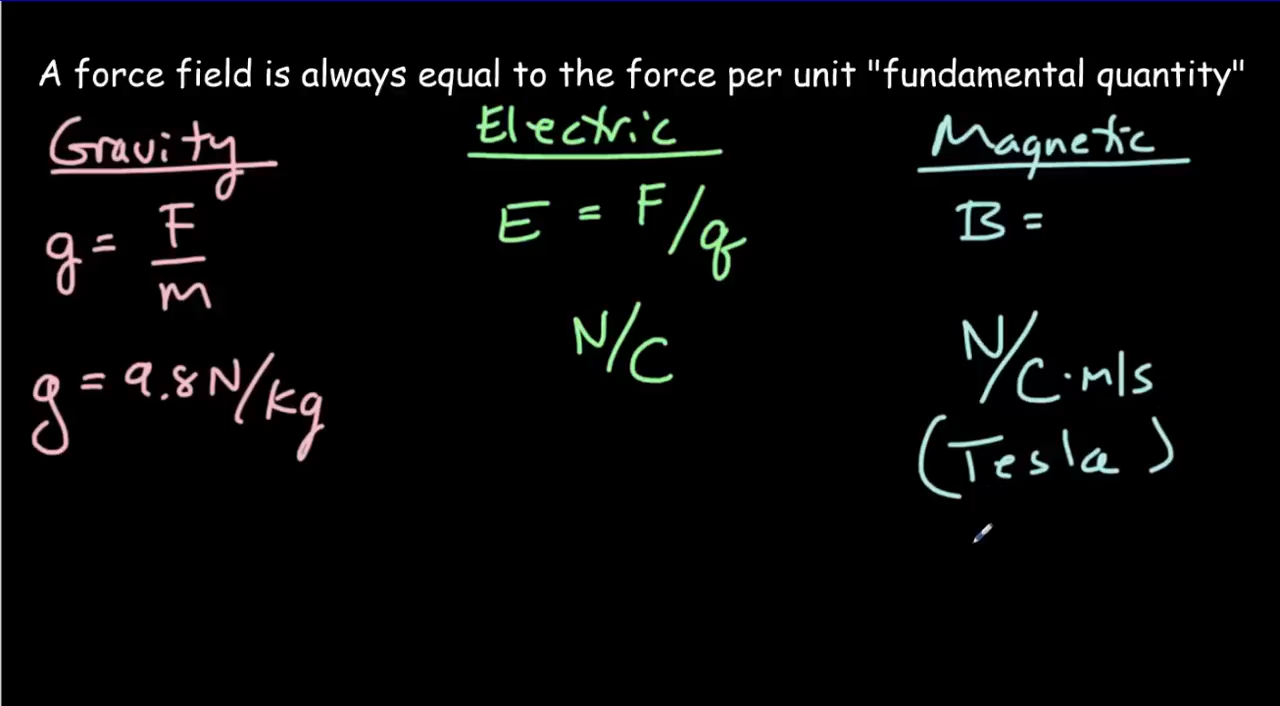 A force field is always equal to the force per unit "fundamental quantity"
Gravity
g = F/m
g = 9.8 N/kg
Electric
E = F/q
N/C
Magnetic
B =
N/C·m/s
(Tesla)